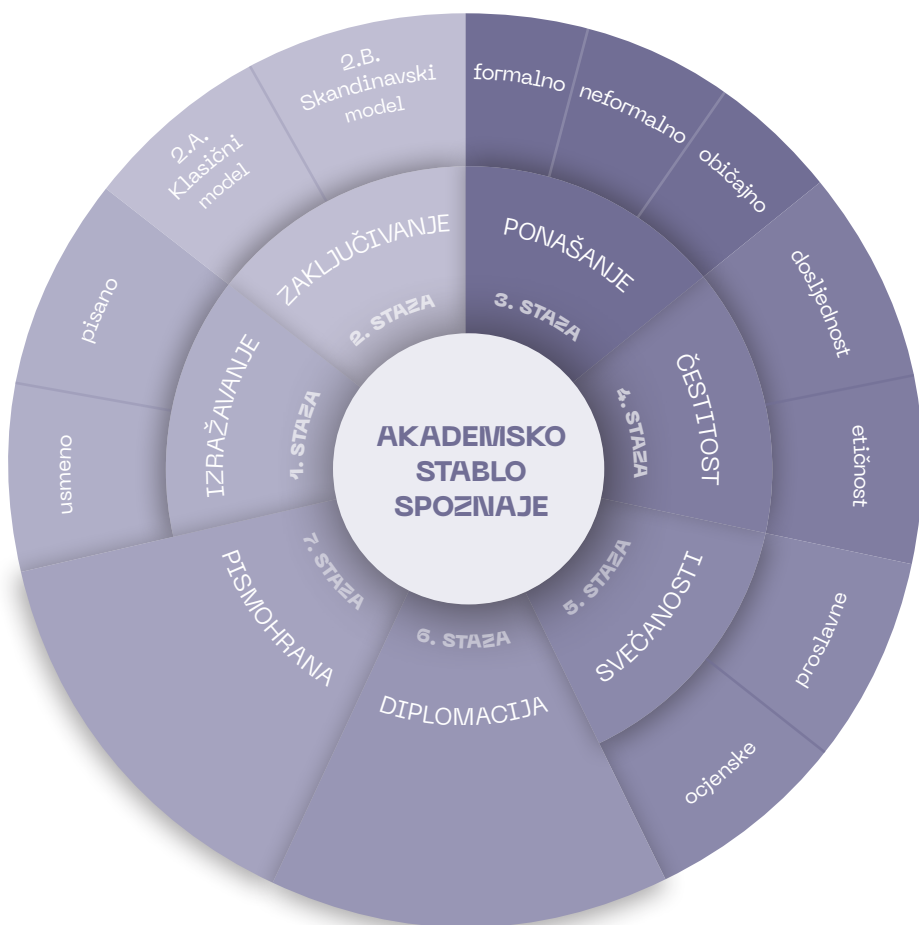 AKADEMSKO
STABLO
SPOZNAJE
1. STAZA
IZRAŽAVANJE
usmeno
pisano
2. STAZA
ZAKLJUČIVANJE
2.A.
Klasični
model
2.B.
Skandinavski
model
3. STAZA
PONAŠANJE
formalno
neformalno
običajno
4. STAZA
ČESTITOST
dosljednost
etičnost
5. STAZA
SVEČANOSTI
proslavne
ocjenske
6. STAZA
DIPLOMACIJA
7. STAZA
PISMOHRANA